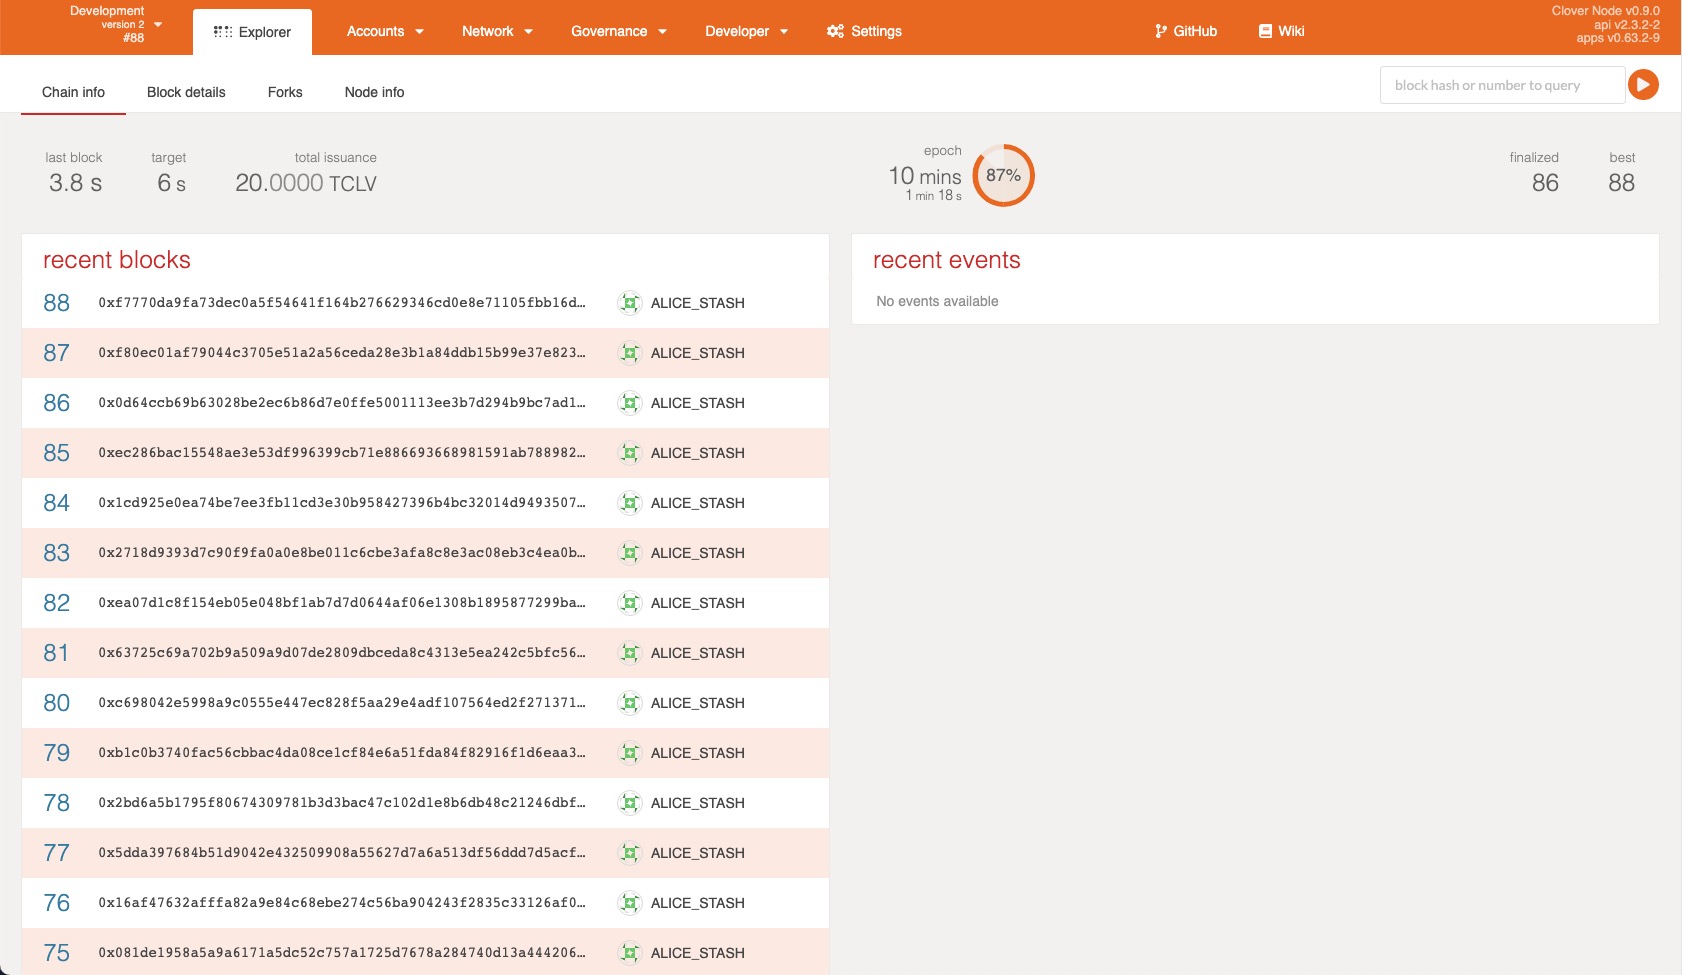 Development
version 2
#88
Explorer
Accounts
Network
Governance
Developer
Settings
GitHub
Wiki
Clover Node v0.9.0
api v2.3.2-2
apps v0.63.2-9
Chain info
Block details
Forks
Node info
block hash or number to query
last block
3.8 s
target
6 s
total issuance
20.0000 TCLV
epoch
10 mins
1 min 18 s
87%
finalized
86
best
88
recent blocks
88 0xf7770da9fa73dec0a5f54641f164b276629346cd0e8e71105fbb16d… ALICE_STASH
87 0xf80ec01af79044c3705e51a2a56ceda28e3b1a84ddb15b99e37e823… ALICE_STASH
86 0x0d64ccb69b63028be2ec6b86d7e0ffe5001113ee3b7d294b9bc7ad1… ALICE_STASH
85 0xec286bac15548ae3e53df996399cb71e886693668981591ab788982… ALICE_STASH
84 0x1cd925e0ea74be7ee3fb11cd3e30b958427396b4bc32014d9493507… ALICE_STASH
83 0x2718d9393d7c90f9fa0a0e8be011c6cbe3afa8c8e3ac08eb3c4ea0b… ALICE_STASH
82 0xea07d1c8f154eb05e048bf1ab7d7d0644af06e1308b1895877299ba… ALICE_STASH
81 0x63725c69a702b9a509a9d07de2809dbceda8c4313e5ea242c5bfc56… ALICE_STASH
80 0xc698042e5998a9c0555e447ec828f5aa29e4adf107564ed2f271371… ALICE_STASH
79 0xb1c0b3740fac56cbbac4da08ce1cf84e6a51fda84f82916f1d6eaa3… ALICE_STASH
78 0x2bd6a5b1795f80674309781b3d3bac47c102d1e8b6db48c21246dbf… ALICE_STASH
77 0x5dda397684b51d9042e432509908a55627d7a6a513df56ddd7d5acf… ALICE_STASH
76 0x16af47632afffa82a9e84c68ebe274c56ba904243f2835c33126af0… ALICE_STASH
75 0x081de1958a5a9a6171a5dc52c757a1725d7678a284740d13a444206… ALICE_STASH
recent events
No events available